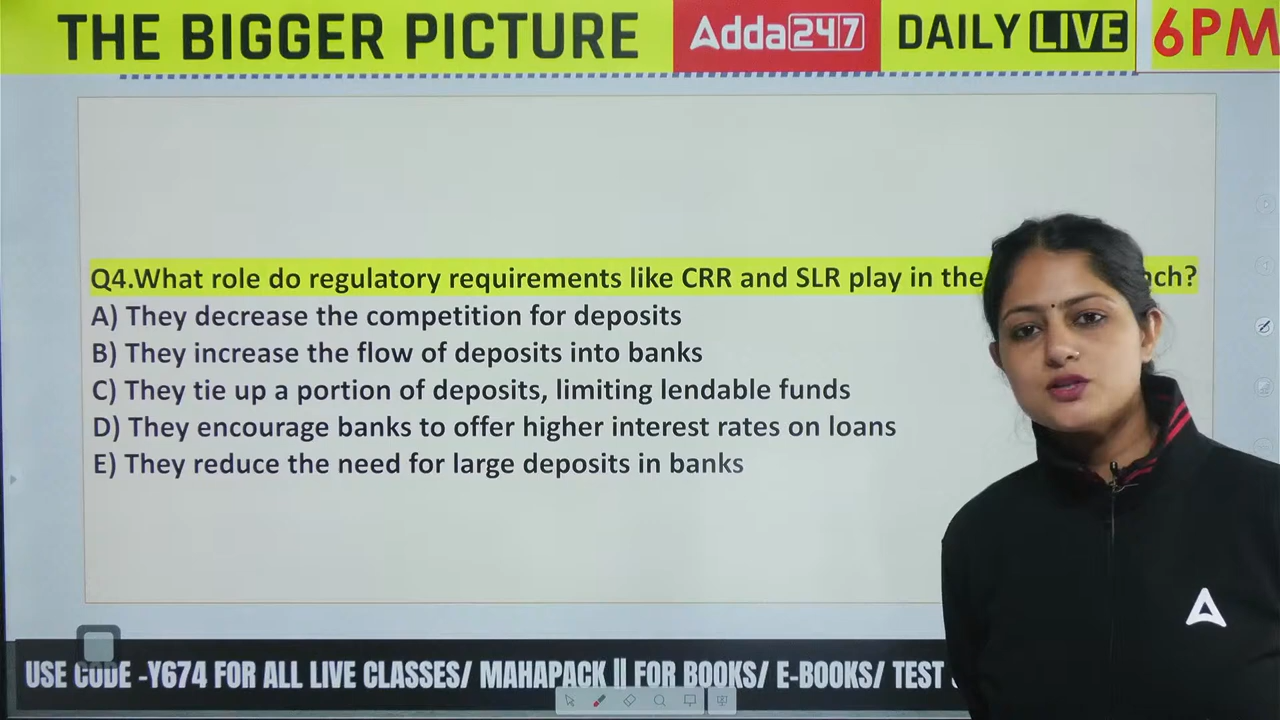 THE BIGGER PICTURE Adda247 DAILY LIVE 6PM
Q4.What role do regulatory requirements like CRR and SLR play in the
A) They decrease the competition for deposits
B) They increase the flow of deposits into banks
C) They tie up a portion of deposits, limiting lendable funds
D) They encourage banks to offer higher interest rates on loans
E) They reduce the need for large deposits in banks
USE CODE -Y674 FOR ALL LIVE CLASSES/ MAHAPACK || FOR BOOKS/ E-BOOKS/ TEST